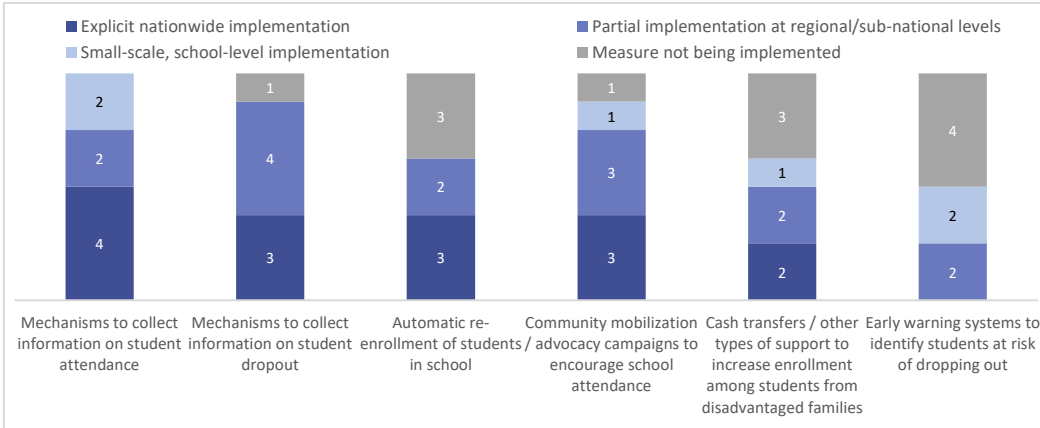 Explicit nationwide implementation
Partial implementation at regional/sub-national levels
Small-scale, school-level implementation
Measure not being implemented
2
2
4
1
4
3
3
2
3
1
1
3
3
3
1
2
2
4
2
2
Mechanisms to collect
information on student
attendance
Mechanisms to collect
information on student
dropout
Automatic re-
enrollment of students
in school
Community mobilization
/ advocacy campaigns to
encourage school
attendance
Cash transfers / other
types of support to
increase enrollment
among students from
disadvantaged families
Early warning systems to
identify students at risk
of dropping out